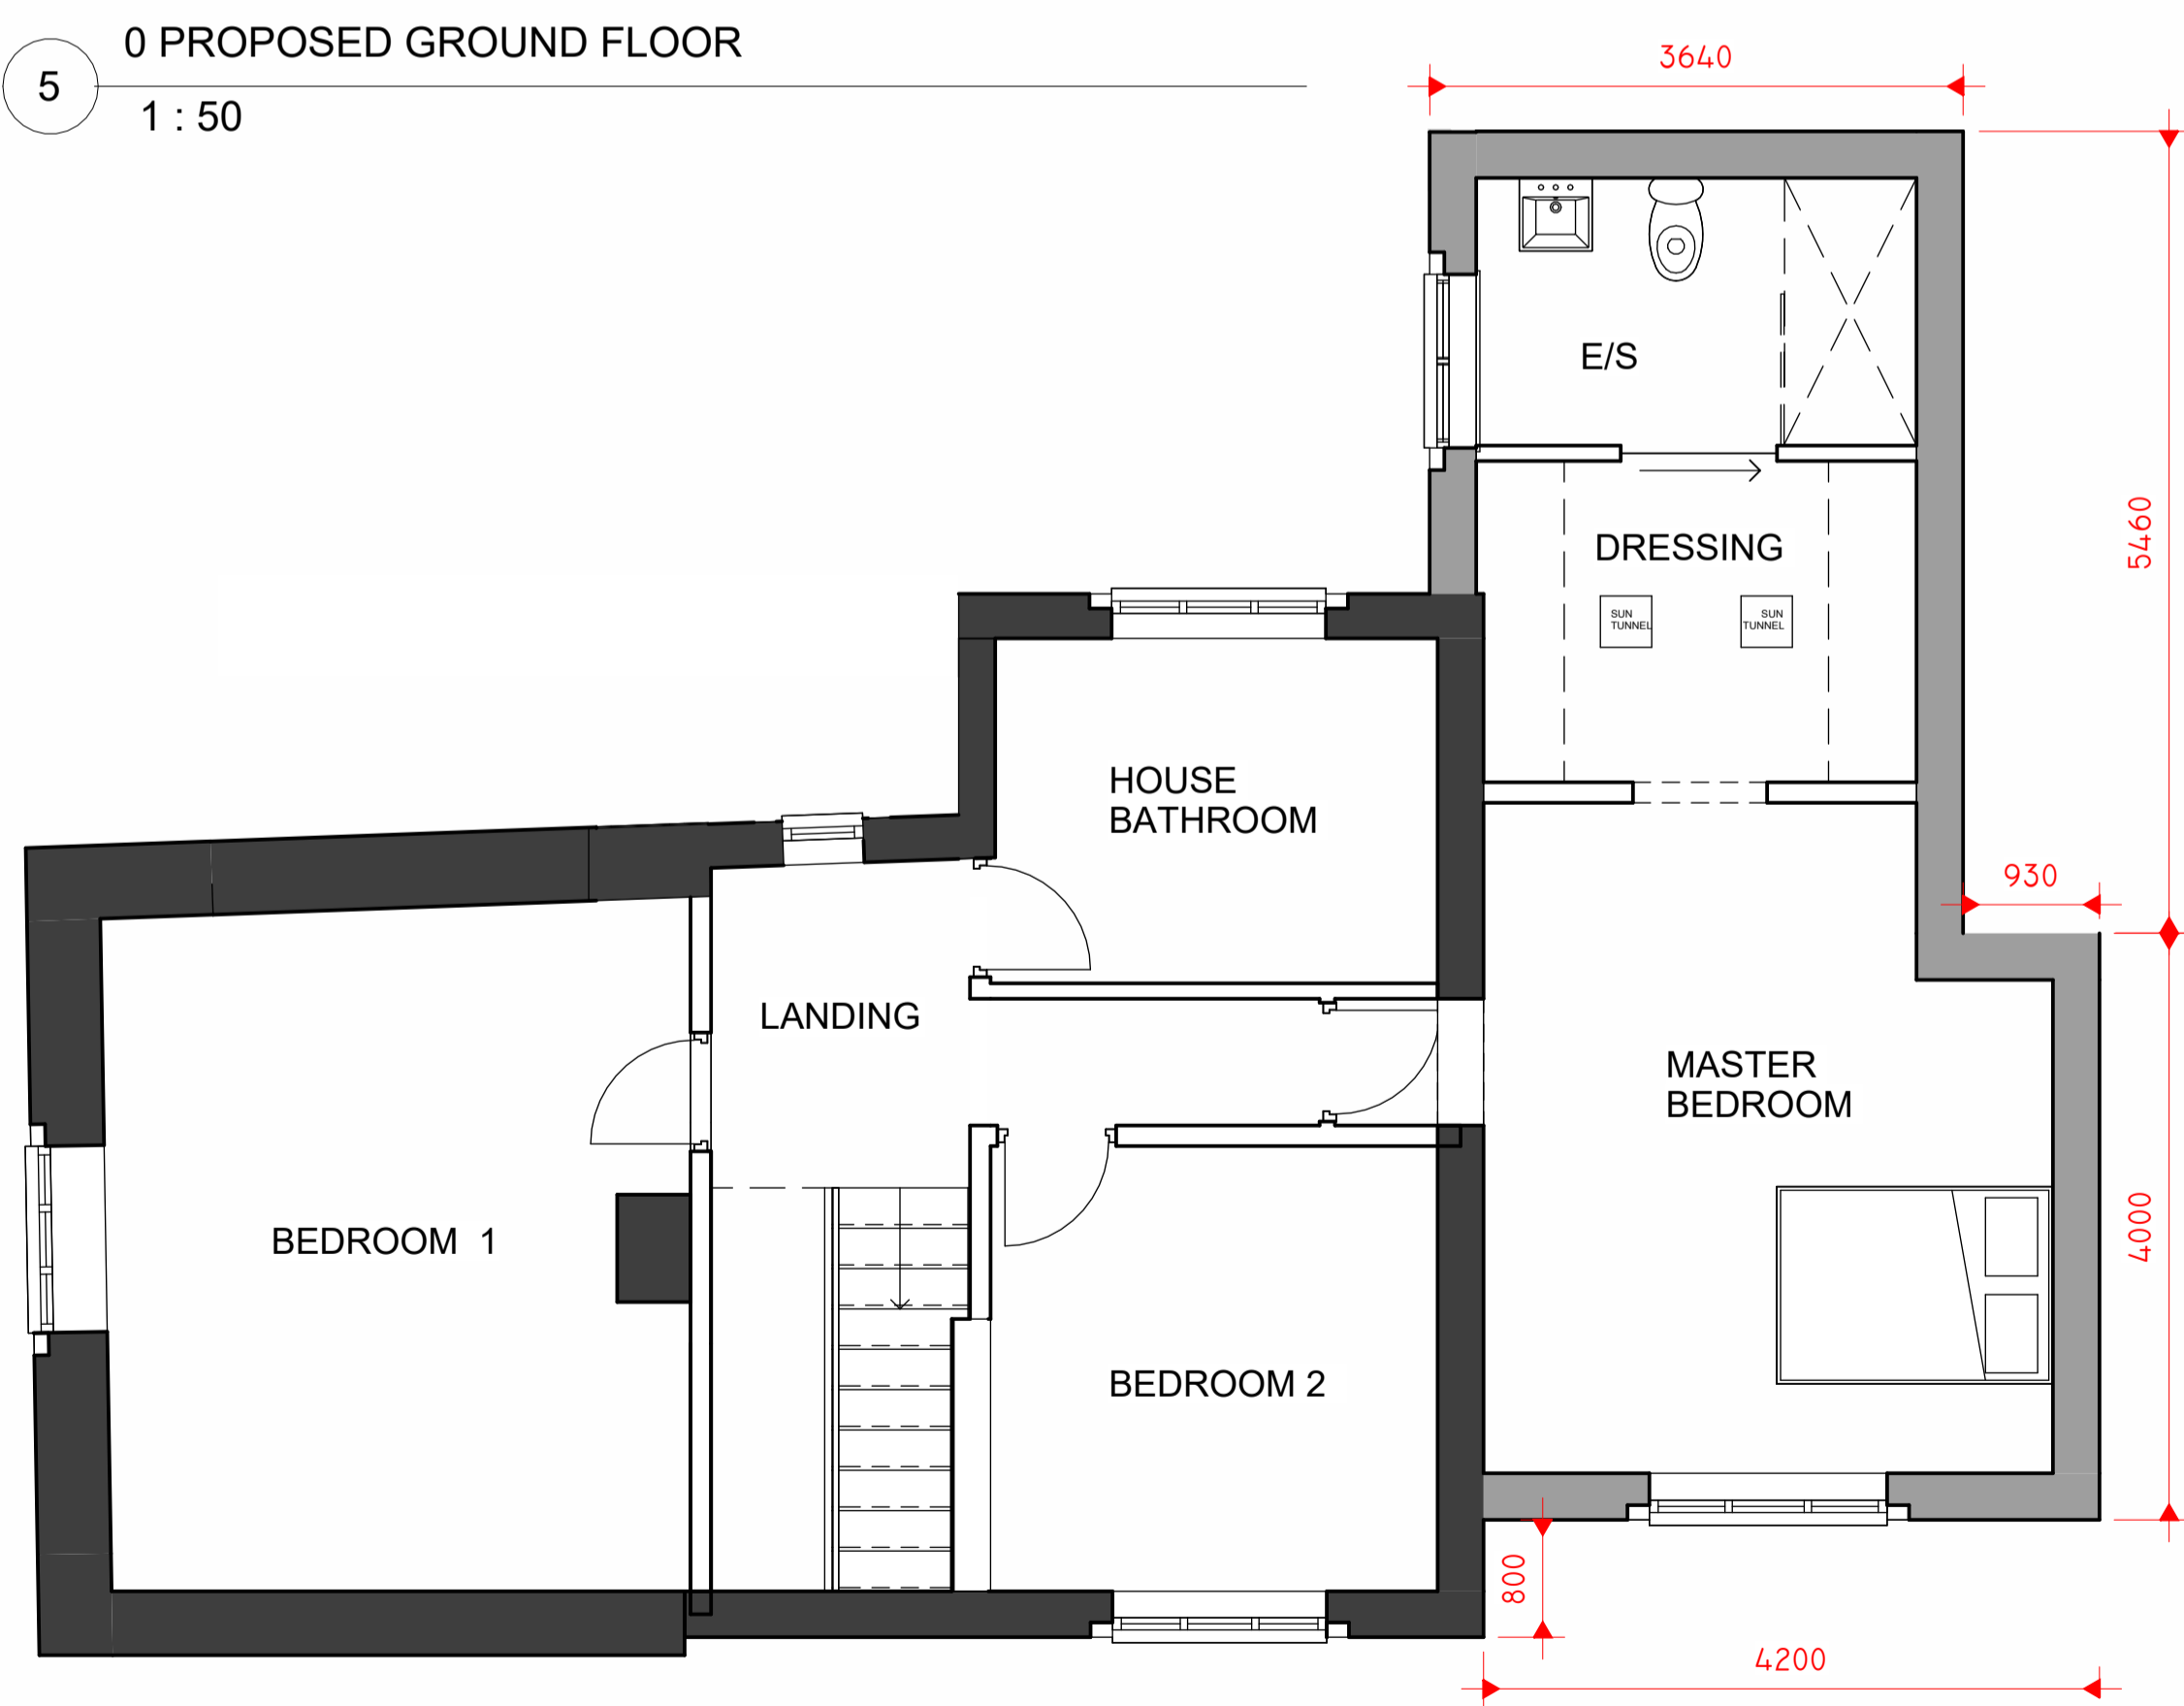 0 PROPOSED GROUND FLOOR
5
1 : 50
3640
E/S
5460
DRESSING
SUN
TUNNEL
SUN
TUNNEL
HOUSE
BATHROOM
930
LANDING
MASTER
BEDROOM
BEDROOM 1
4000
BEDROOM 2
800
4200